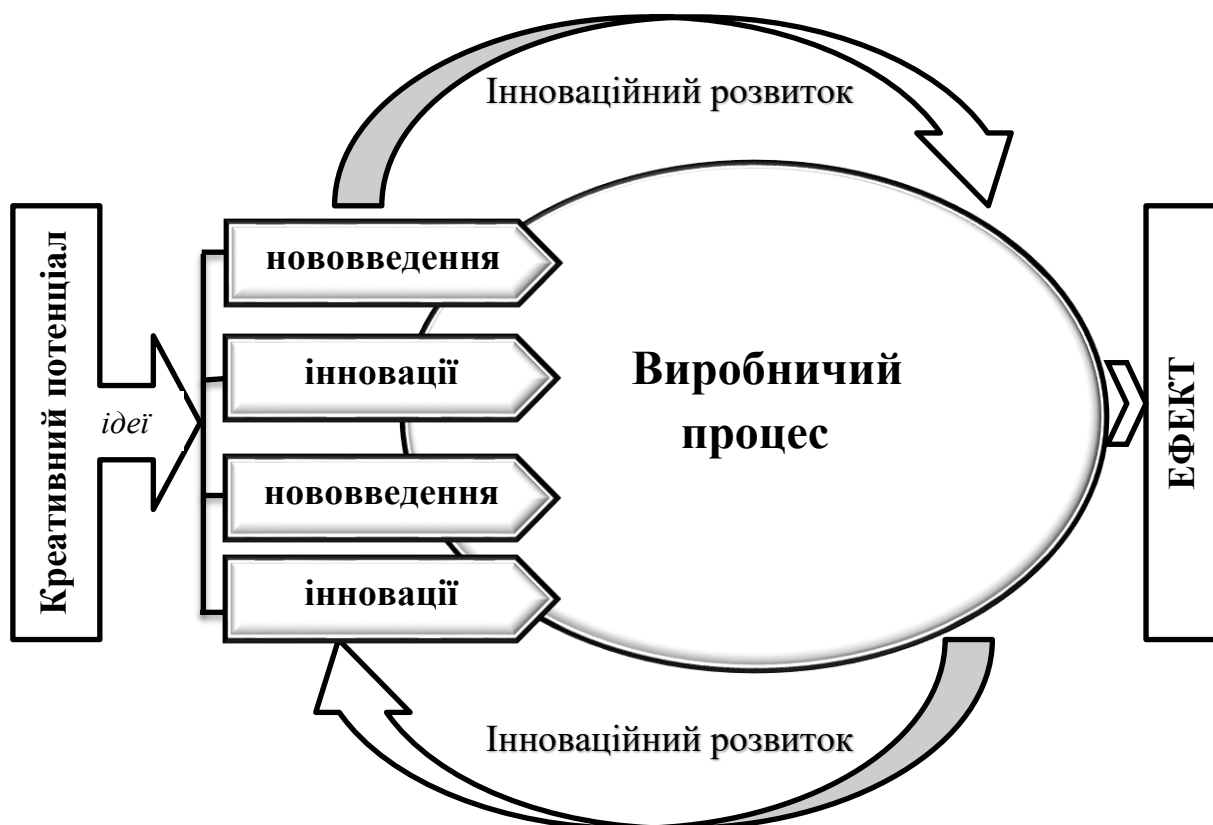 Інноваційний розвиток
Креативний потенціал
ідеї
нововведення
інновації
нововведення
інновації
Виробничий
процес
ЕФЕКТ
Інноваційний розвиток